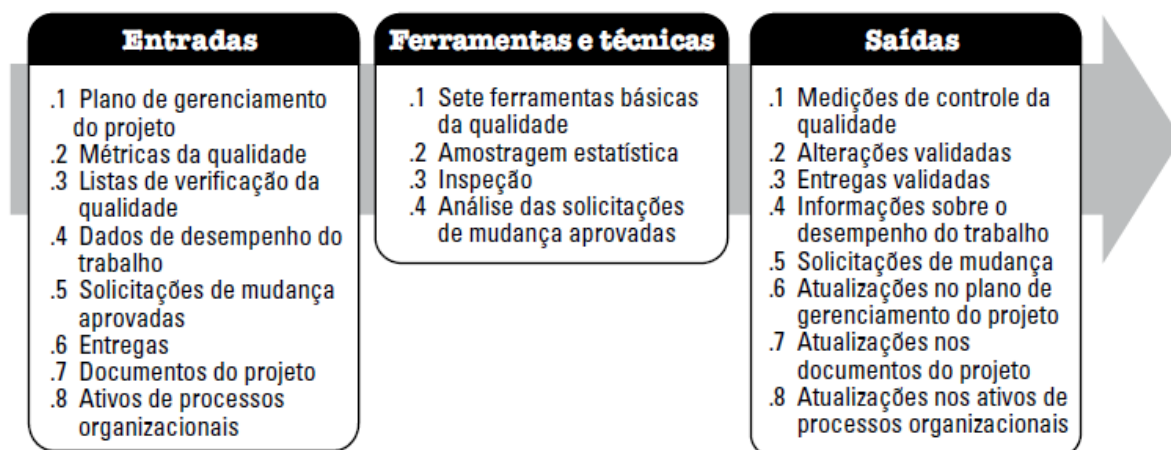 Entradas
.1 Plano de gerenciamento
do projeto
.2 Métricas da qualidade
.3 Listas de verificação da
qualidade
.4 Dados de desempenho do
trabalho
.5 Solicitações de mudança
aprovadas
.6 Entregas
.7 Documentos do projeto
.8 Ativos de processos
organizacionais
Ferramentas e técnicas
.1 Sete ferramentas básicas
da qualidade
.2 Amostragem estatística
.3 Inspeção
.4 Análise das solicitações
de mudança aprovadas
Saídas
.1 Medições de controle da
qualidade
.2 Alterações validadas
.3 Entregas validadas
.4 Informações sobre o
desempenho do trabalho
.5 Solicitações de mudança
.6 Atualizações no plano de
gerenciamento do projeto
.7 Atualizações nos
documentos do projeto
.8 Atualizações nos ativos de
processos organizacionais